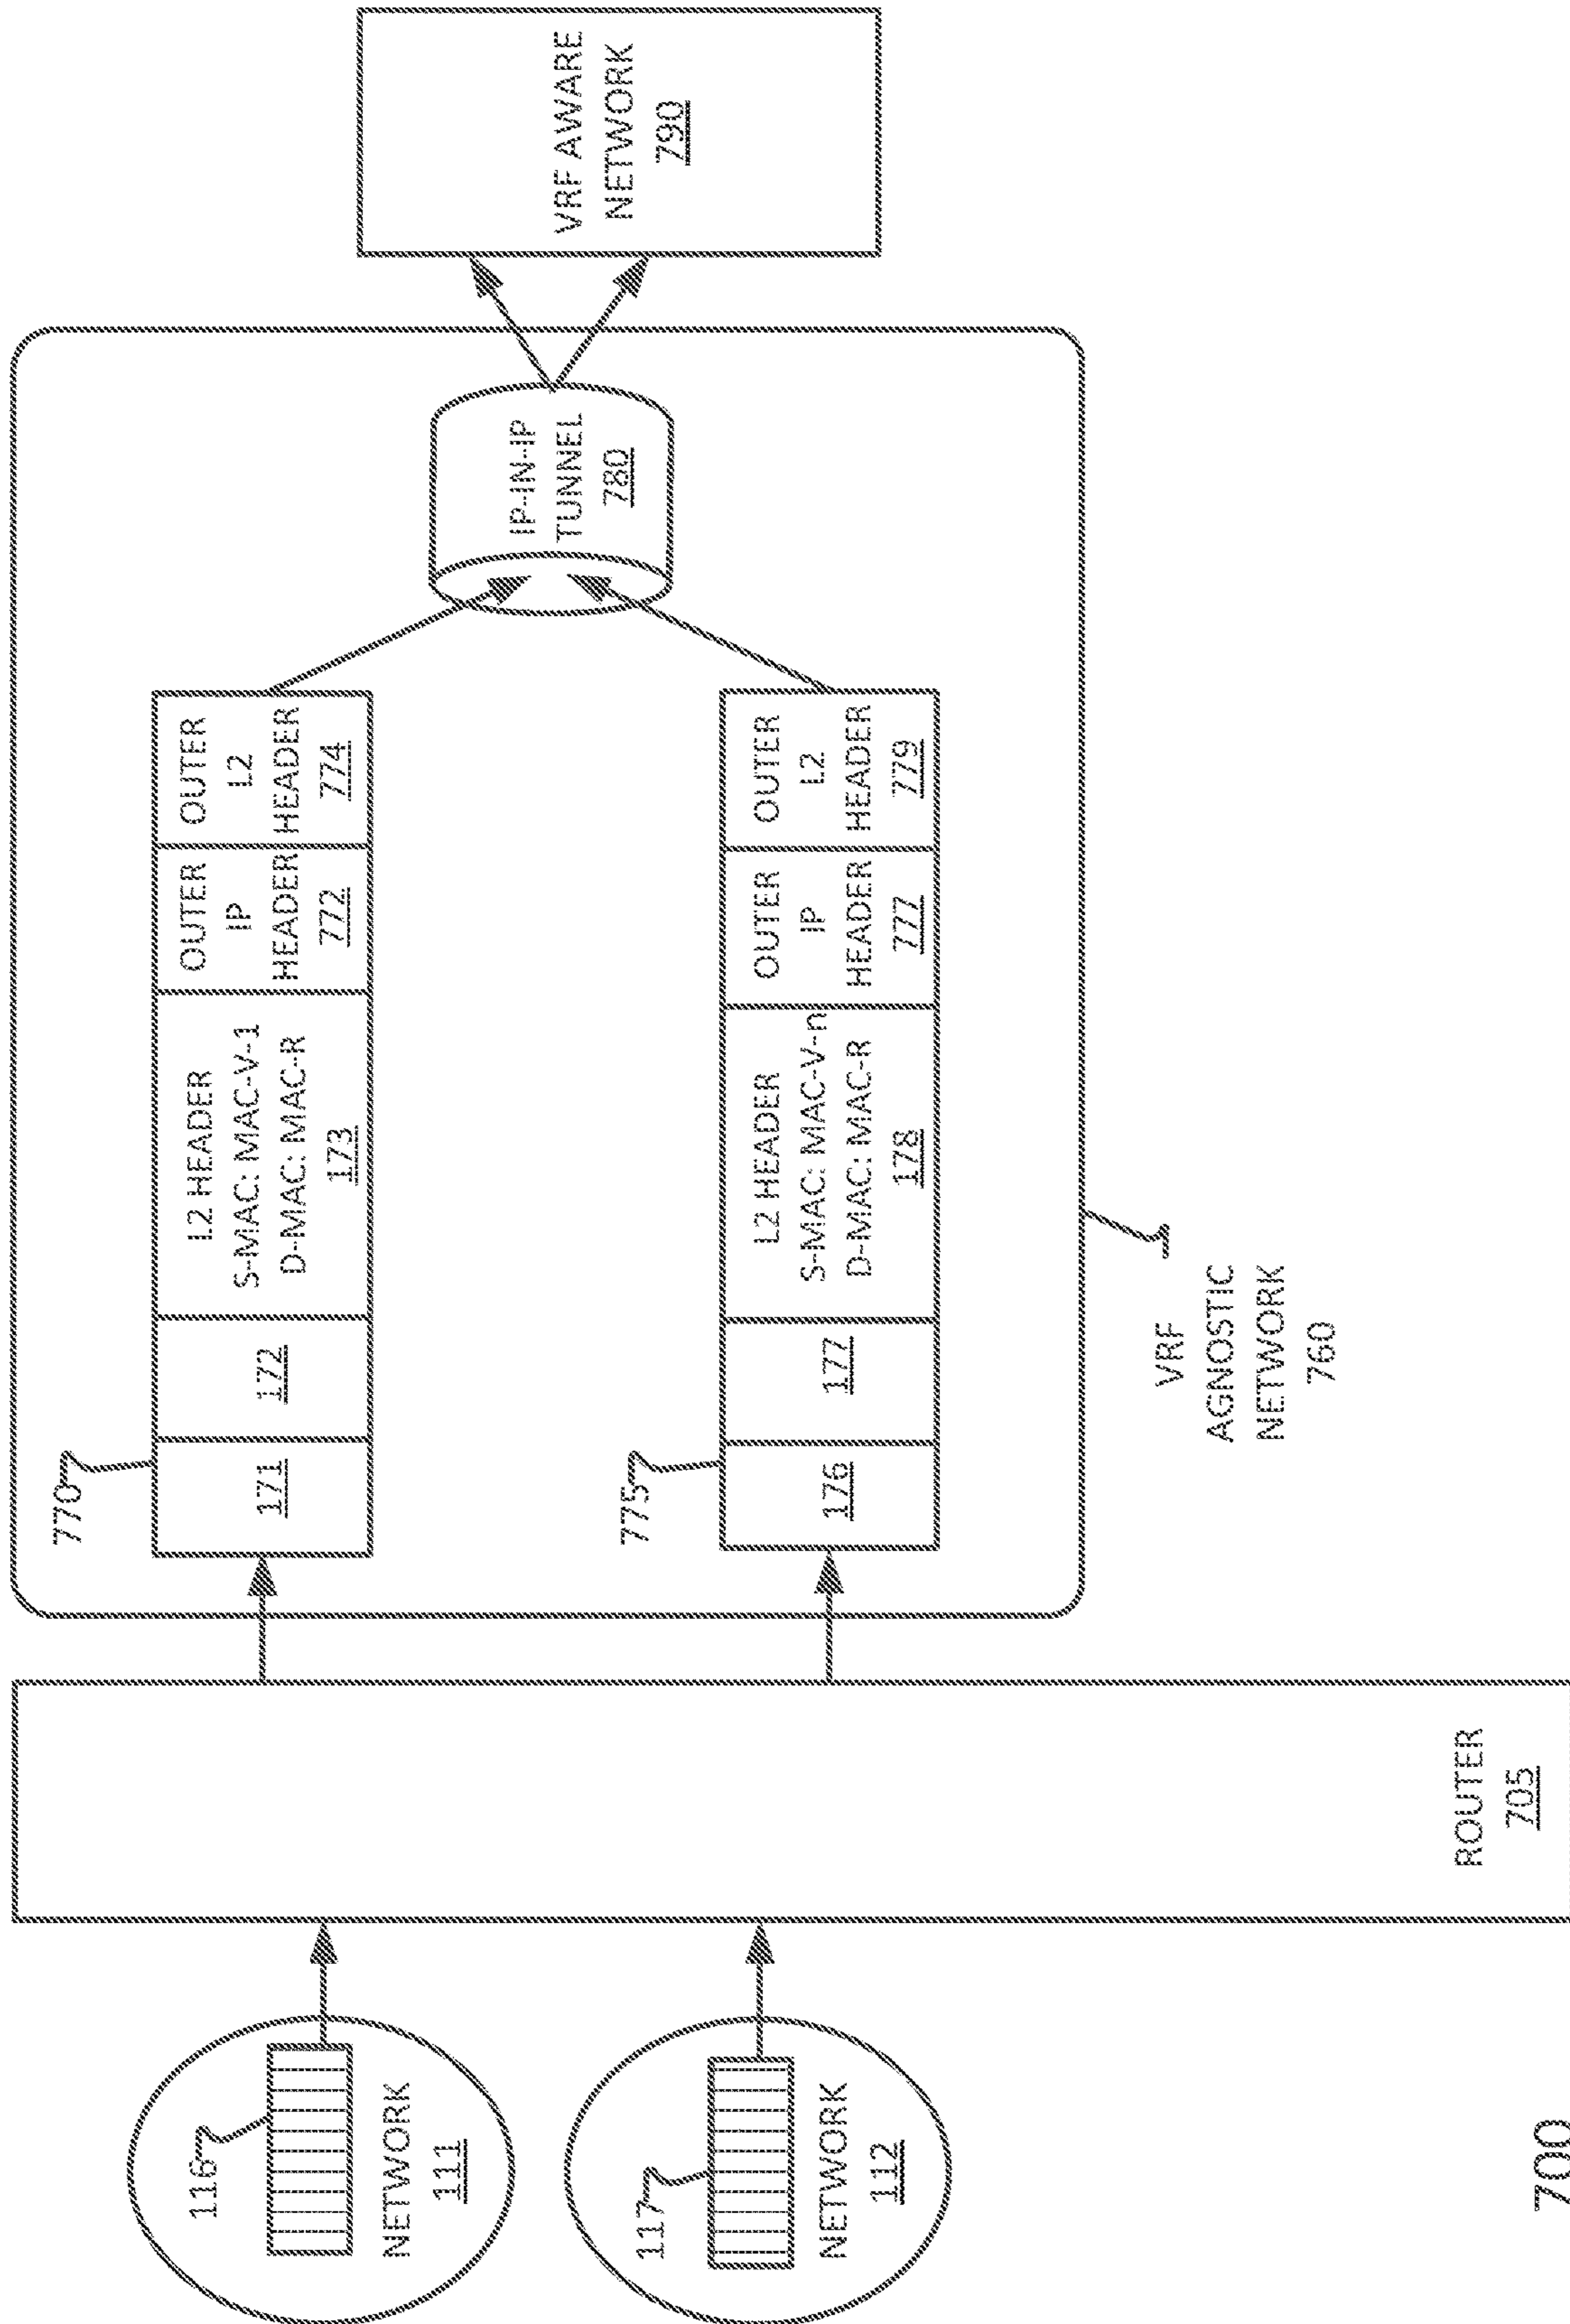 116
NETWORK
111
117
NETWORK
112
700
ROUTER
705
770
171
172
L2 HEADER
S-MAC: MAC-V-1
D-MAC: MAC-R
173
OUTER
IP
HEADER
772
OUTER
L2
HEADER
774
775
176
177
L2 HEADER
S-MAC: MAC-V-n
D-MAC: MAC-R
178
OUTER
IP
HEADER
777
OUTER
L2
HEADER
779
VRF
AGNOSTIC
NETWORK
760
IP-IN-IP
TUNNEL
780
VRF AWARE
NETWORK
790